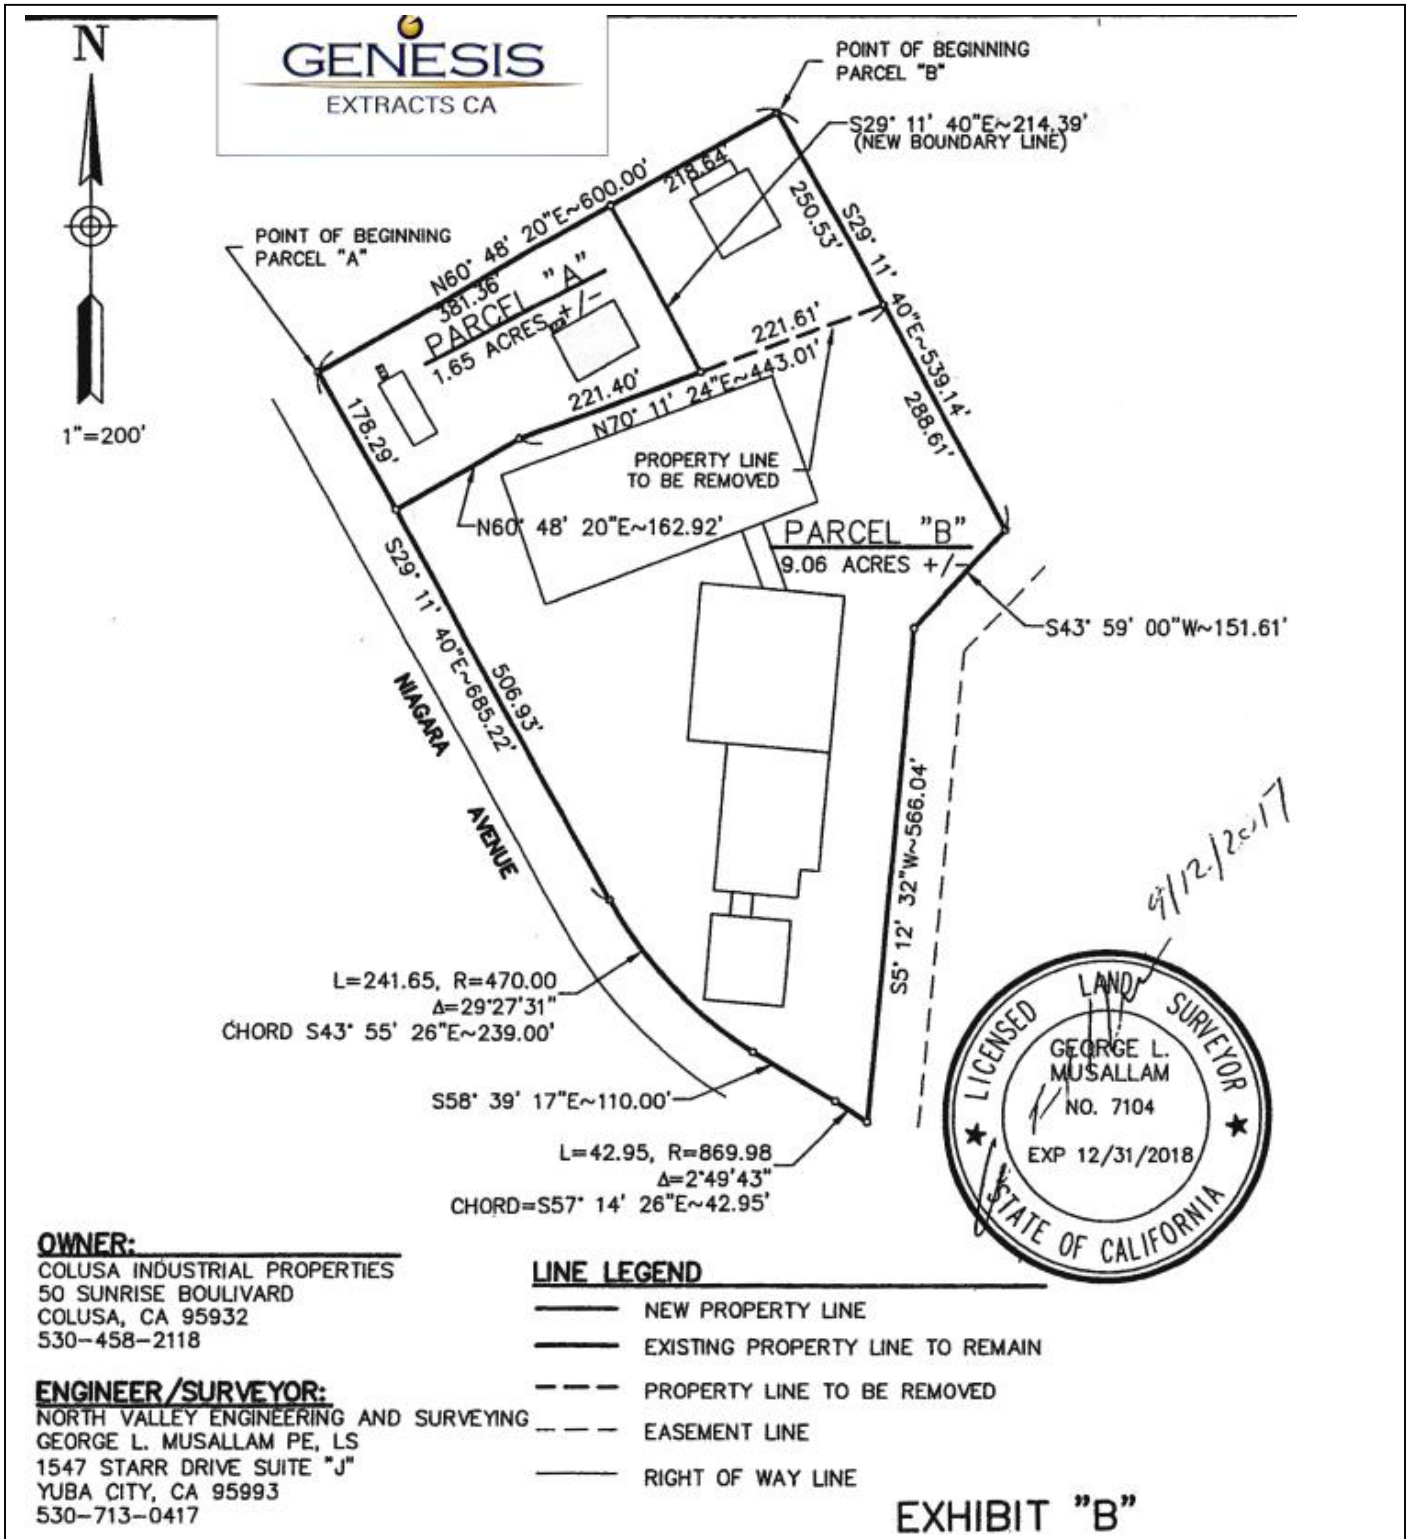 N
GENESIS
EXTRACTS CA
POINT OF BEGINNING
PARCEL "B"
S29° 11' 40"E~214.39'
(NEW BOUNDARY LINE)
N60° 48' 20"E~600.00'
218.64'
381.36'
POINT OF BEGINNING
PARCEL "A"
PARCEL "A"
1.65 ACRES +/-
250.53'
S29° 11' 40"E~539.14'
288.61'
221.61'
221.40'
N70° 11' 24"E~443.01'
178.29'
1"=200'
PROPERTY LINE
TO BE REMOVED
N60° 48' 20"E~162.92'
PARCEL "B"
9.06 ACRES +/-
S43° 59' 00"W~151.61'
S29° 11' 40"E~685.22'
506.93'
NIAGARA
AVENUE
S5° 12' 32"W~566.04'
9/12/2017
L=241.65, R=470.00
Δ=29°27'31"
CHORD S43° 55' 26"E~239.00'
S58° 39' 17"E~110.00'
L=42.95, R=869.98
Δ=2°49'43"
CHORD=S57° 14' 26"E~42.95'
LICENSED LAND SURVEYOR
GEORGE L.
MUSALLAM
NO. 7104
EXP 12/31/2018
STATE OF CALIFORNIA
OWNER:
COLUSA INDUSTRIAL PROPERTIES
50 SUNRISE BOULIVARD
COLUSA, CA 95932
530-458-2118
ENGINEER/SURVEYOR:
NORTH VALLEY ENGINEERING AND SURVEYING
GEORGE L. MUSALLAM PE, LS
1547 STARR DRIVE SUITE "J"
YUBA CITY, CA 95993
530-713-0417
LINE LEGEND
NEW PROPERTY LINE
EXISTING PROPERTY LINE TO REMAIN
PROPERTY LINE TO BE REMOVED
EASEMENT LINE
RIGHT OF WAY LINE
EXHIBIT "B"